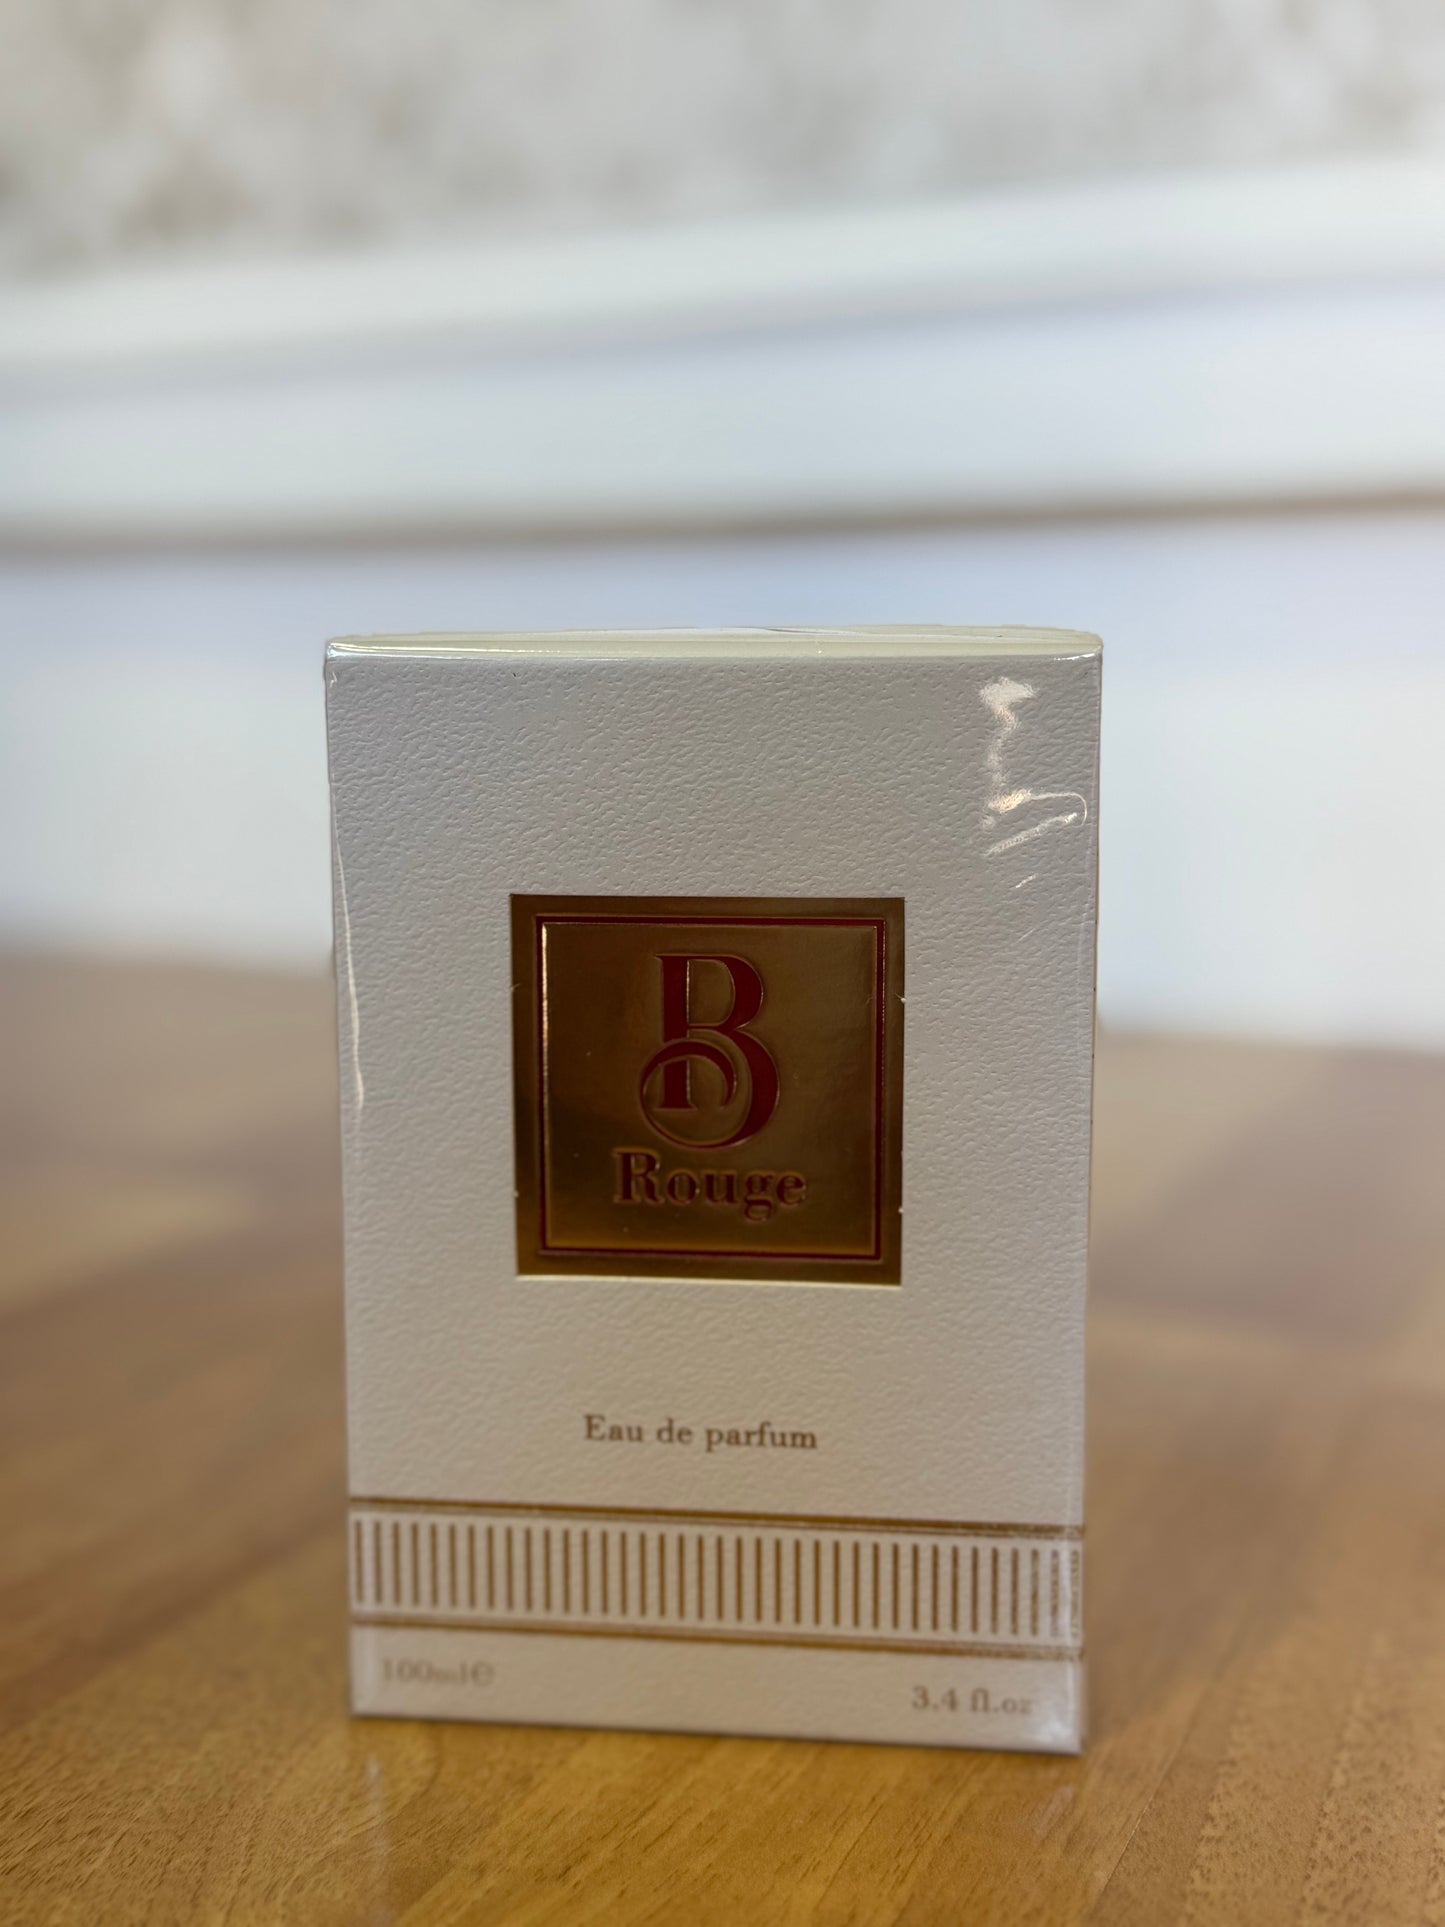 B
Rouge
Eau de parfum
100ml℮
3.4 fl.oz